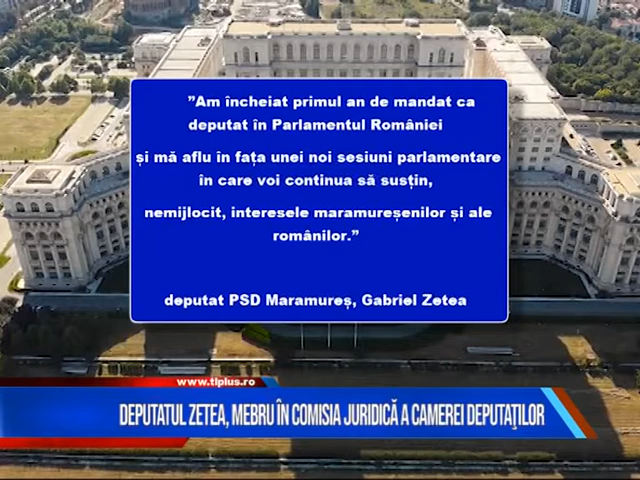 ”Am încheiat primul an de mandat ca
deputat în Parlamentul României
și mă aflu în fața unei noi sesiuni parlamentare
în care voi continua să susțin,
nemijlocit, interesele maramureșenilor și ale
românilor.”
deputat PSD Maramureș, Gabriel Zetea
www.tlplus.ro
DEPUTATUL ZETEA, MEBRU ÎN COMISIA JURIDICĂ A CAMEREI DEPUTAŢILOR